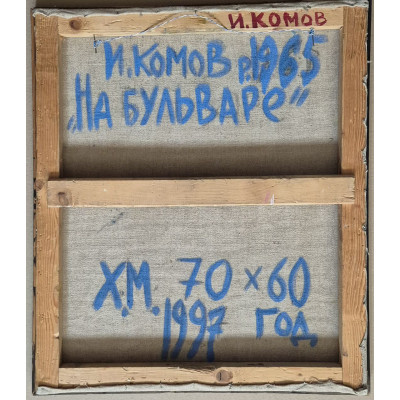 И.КОМОВ
И.КОМОВ р.1965
„НА БУЛЬВАРе”
Х.М. 70 × 60
1997 ГОД